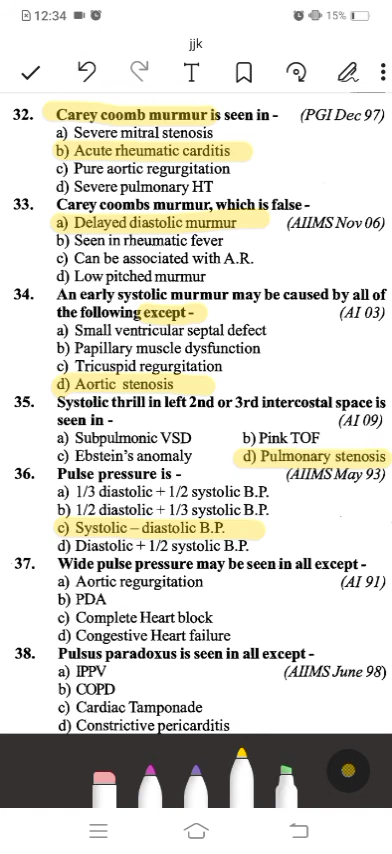 12:34
15%
jjk
T
32. Carey coomb murmur is seen in - (PGI Dec 97)
a) Severe mitral stenosis
b) Acute rheumatic carditis
c) Pure aortic regurgitation
d) Severe pulmonary HT
33. Carey coombs murmur, which is false -
a) Delayed diastolic murmur (AIIMS Nov 06)
b) Seen in rheumatic fever
c) Can be associated with A.R.
d) Low pitched murmur
34. An early systolic murmur may be caused by all of
the following except - (AI 03)
a) Small ventricular septal defect
b) Papillary muscle dysfunction
c) Tricuspid regurgitation
d) Aortic stenosis
35. Systolic thrill in left 2nd or 3rd intercostal space is
seen in - (AI 09)
a) Subpulmonic VSD b) Pink TOF
c) Ebstein's anomaly d) Pulmonary stenosis
36. Pulse pressure is - (AIIMS May 93)
a) 1/3 diastolic + 1/2 systolic B.P.
b) 1/2 diastolic + 1/3 systolic B.P.
c) Systolic – diastolic B.P.
d) Diastolic + 1/2 systolic B.P.
37. Wide pulse pressure may be seen in all except -
a) Aortic regurgitation (AI 91)
b) PDA
c) Complete Heart block
d) Congestive Heart failure
38. Pulsus paradoxus is seen in all except -
a) IPPV (AIIMS June 98)
b) COPD
c) Cardiac Tamponade
d) Constrictive pericarditis